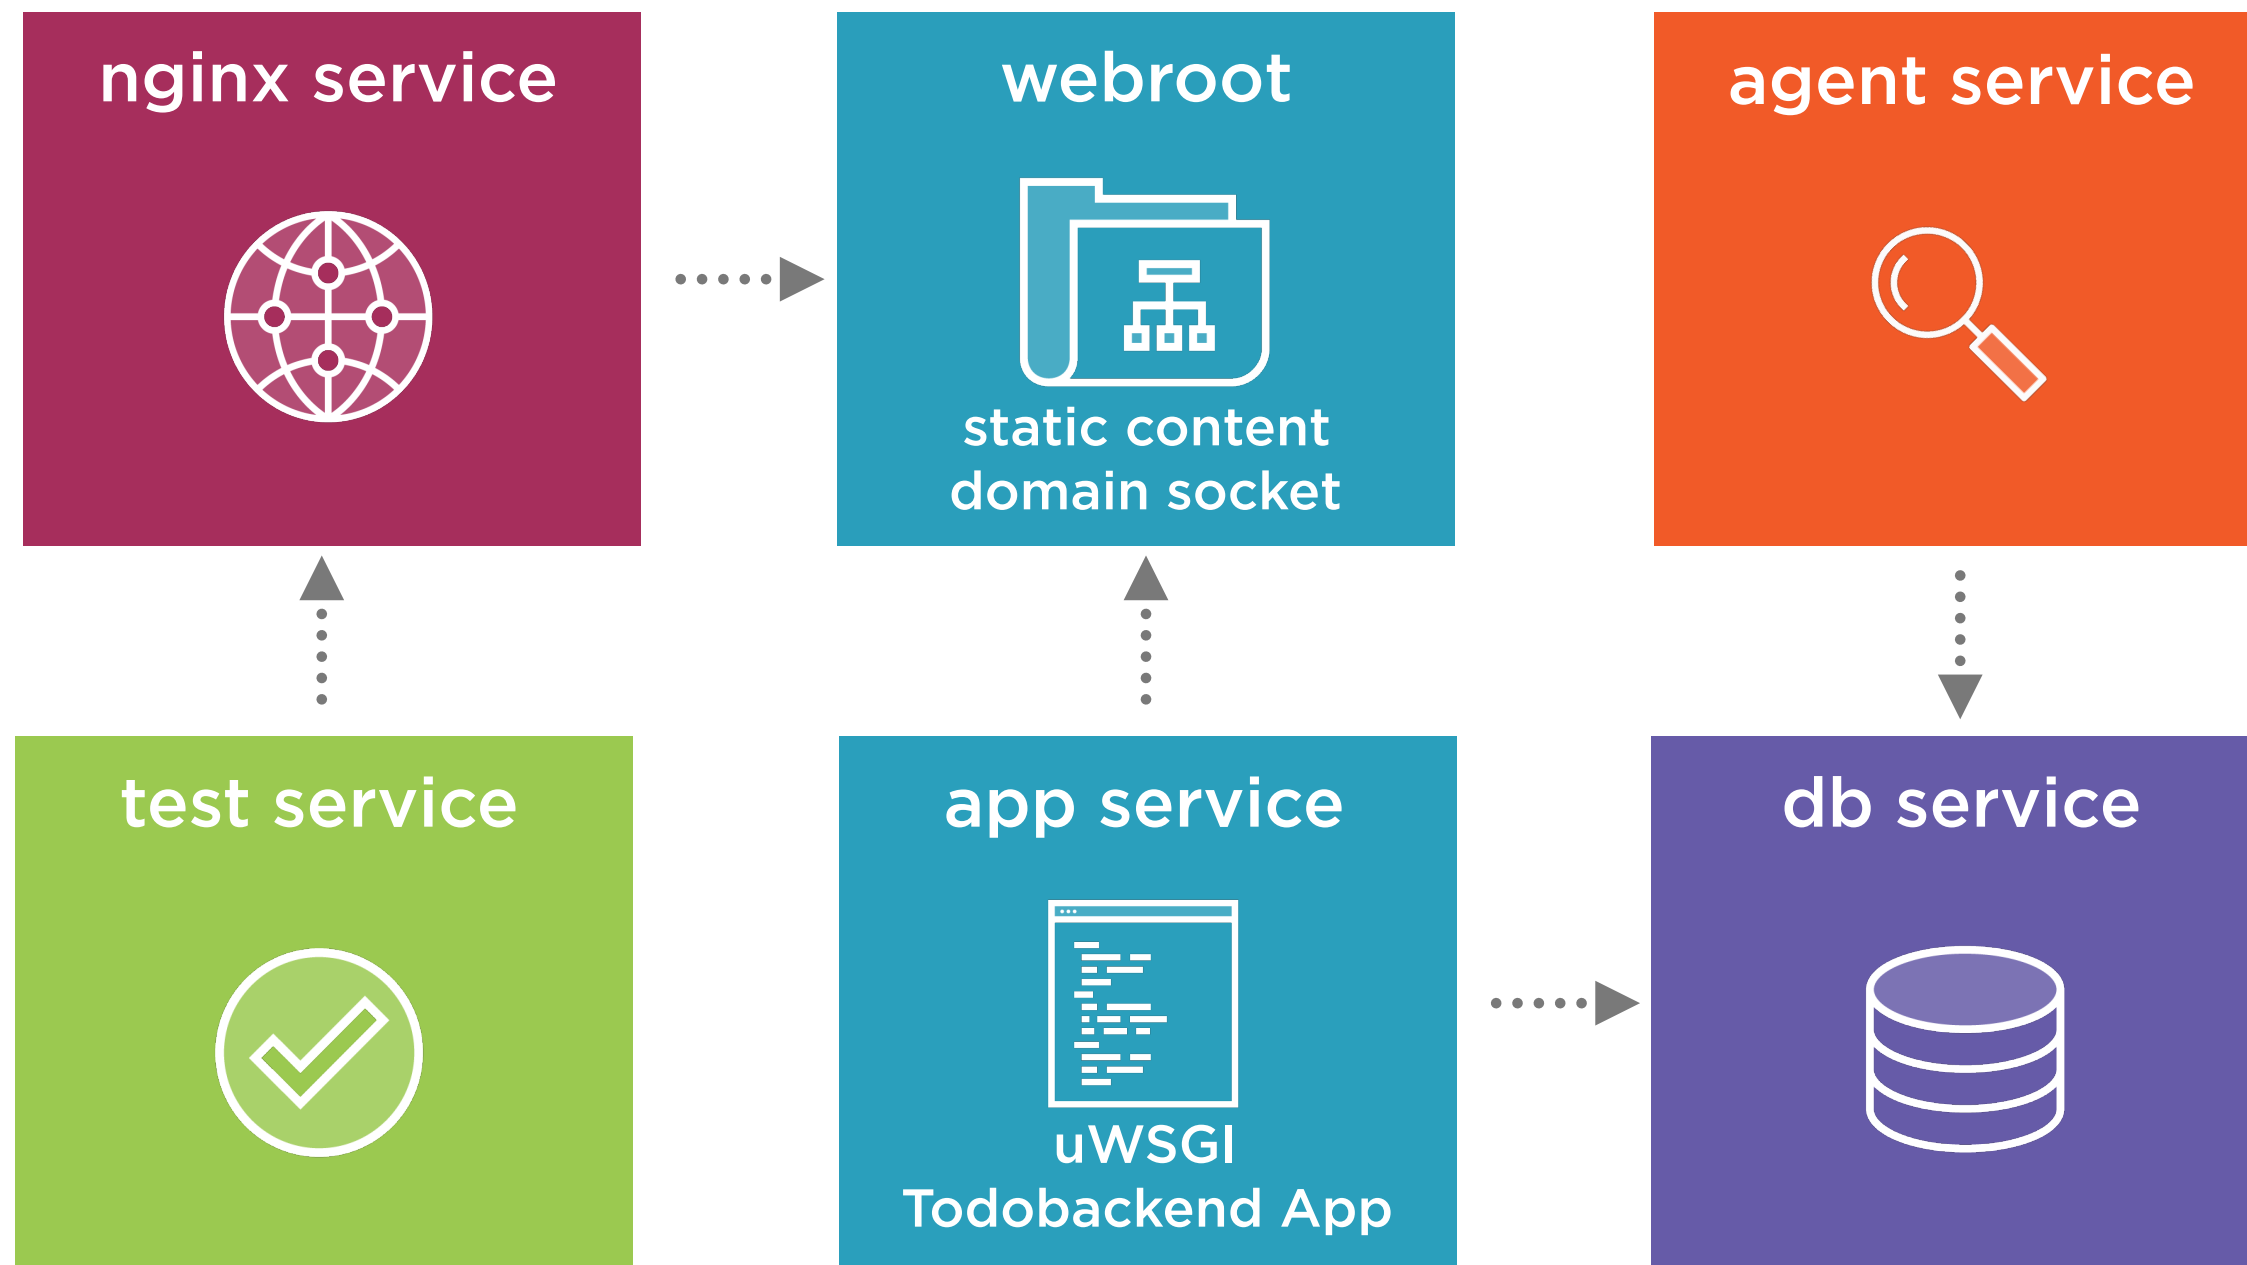 nginx service
webroot
static content
domain socket
agent service
test service
app service
uWSGI
Todobackend App
db service